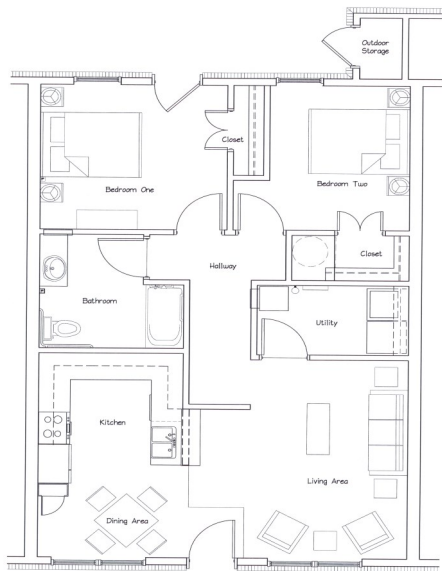 Outdoor
Storage
Closet
Bedroom One
Bedroom Two
Hallway
Closet
Bathroom
Utility
Kitchen
Living Area
Dining Area